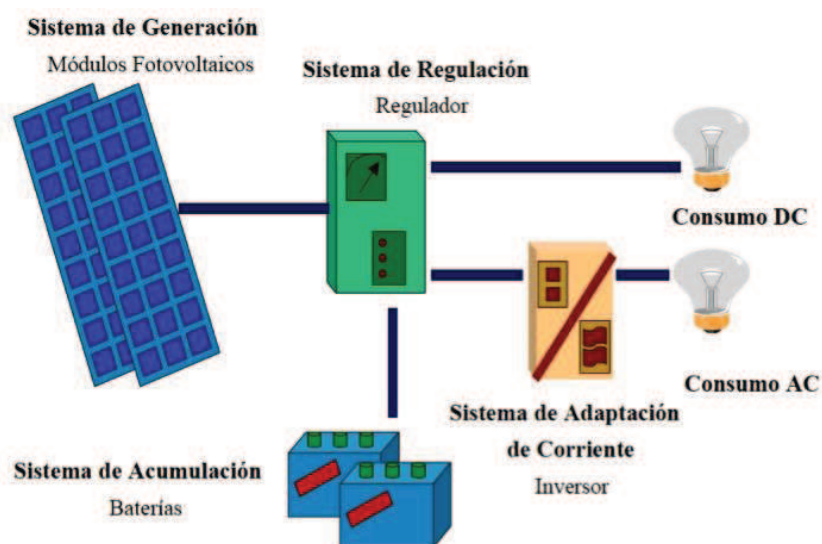 Sistema de Generación
Módulos Fotovoltaicos
Sistema de Regulación
Regulador
Consumo DC
Consumo AC
Sistema de Adaptación
de Corriente
Inversor
Sistema de Acumulación
Baterías